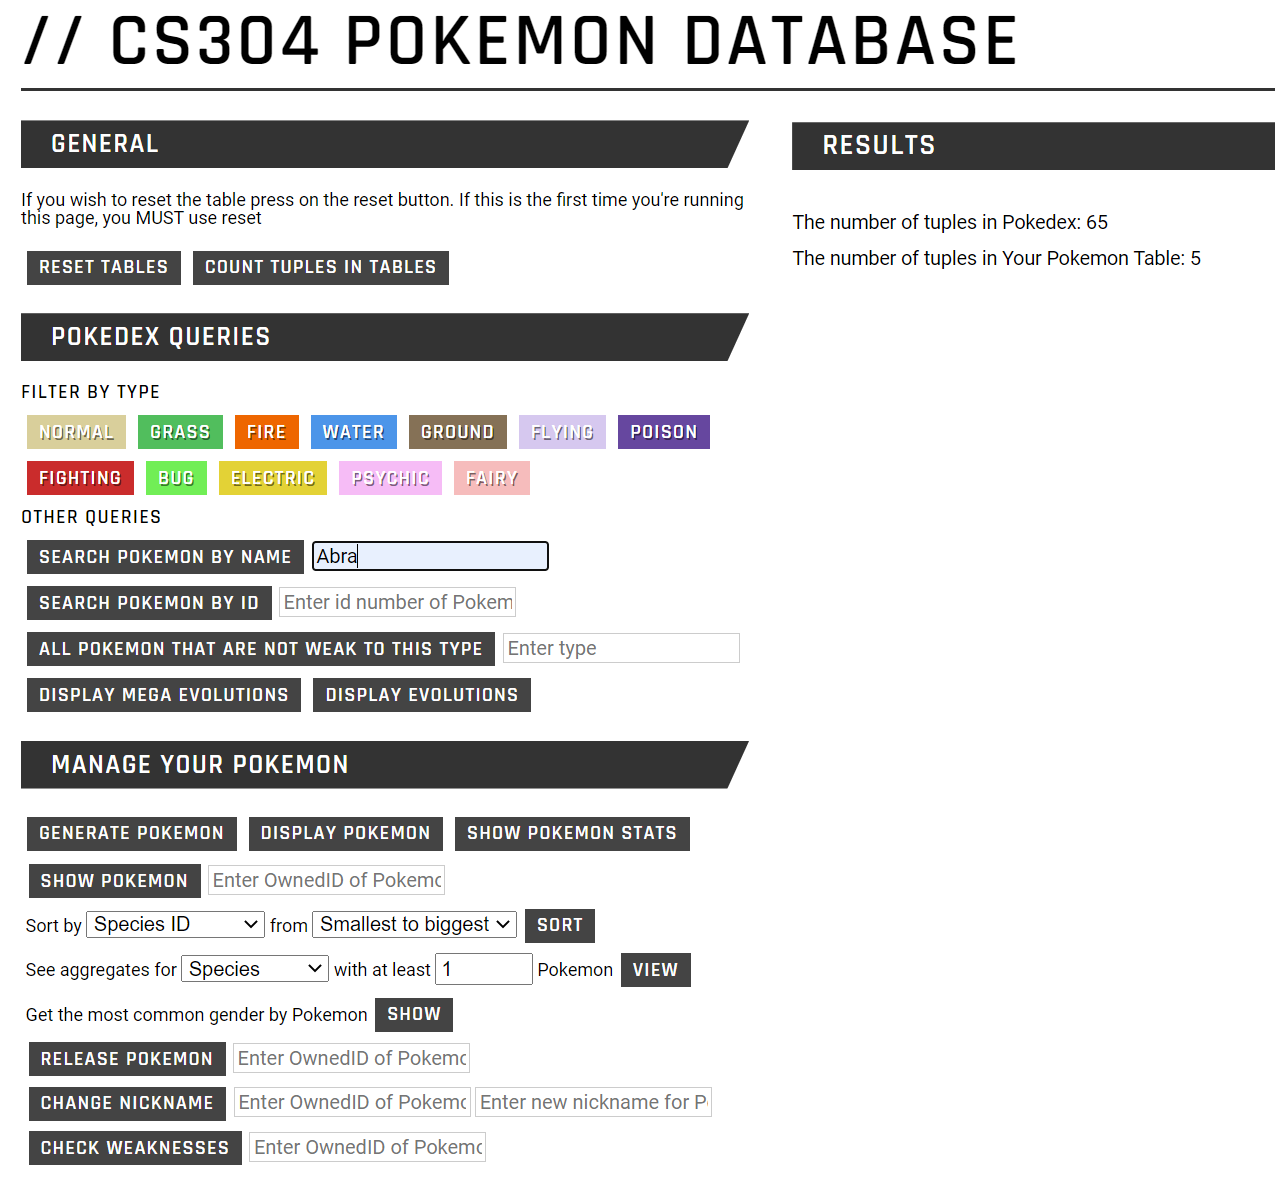 // CS304 POKEMON DATABASE
GENERAL
If you wish to reset the table press on the reset button. If this is the first time you're running
this page, you MUST use reset
RESET TABLES COUNT TUPLES IN TABLES
POKEDEX QUERIES
FILTER BY TYPE
NORMAL GRASS FIRE WATER GROUND FLYING POISON
FIGHTING BUG ELECTRIC PSYCHIC FAIRY
OTHER QUERIES
SEARCH POKEMON BY NAME Abra
SEARCH POKEMON BY ID Enter id number of Pokem
ALL POKEMON THAT ARE NOT WEAK TO THIS TYPE Enter type
DISPLAY MEGA EVOLUTIONS DISPLAY EVOLUTIONS
MANAGE YOUR POKEMON
GENERATE POKEMON DISPLAY POKEMON SHOW POKEMON STATS
SHOW POKEMON Enter OwnedID of Pokemc
Sort by Species ID from Smallest to biggest SORT
See aggregates for Species with at least 1 Pokemon VIEW
Get the most common gender by Pokemon SHOW
RELEASE POKEMON Enter OwnedID of Pokemc
CHANGE NICKNAME Enter OwnedID of Pokemc Enter new nickname for P
CHECK WEAKNESSES Enter OwnedID of Pokemc
RESULTS
The number of tuples in Pokedex: 65
The number of tuples in Your Pokemon Table: 5